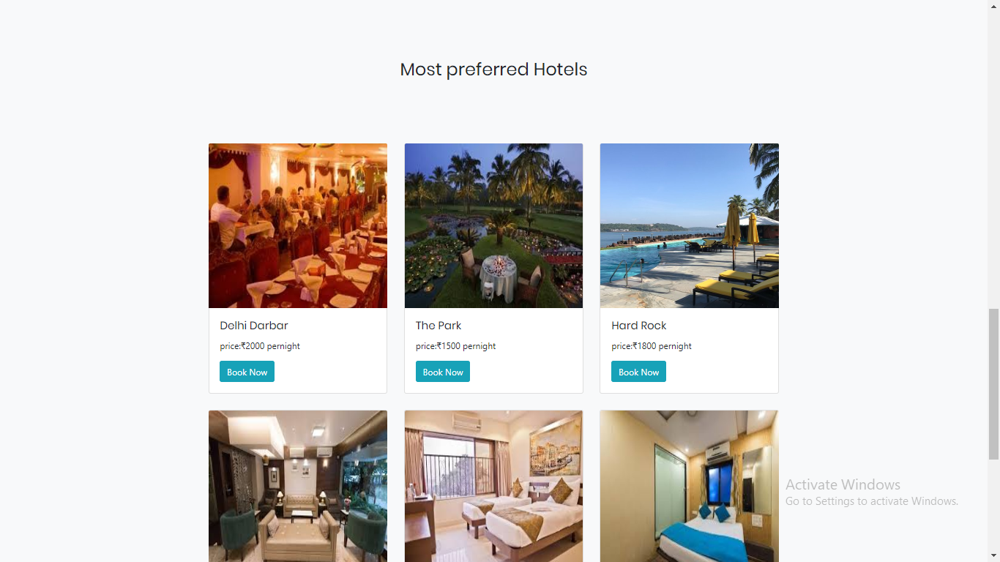 Most preferred Hotels
Delhi Darbar
price:₹2000 pernight
Book Now
The Park
price:₹1500 pernight
Book Now
Hard Rock
price:₹1800 pernight
Book Now
Activate Windows
Go to Settings to activate Windows.